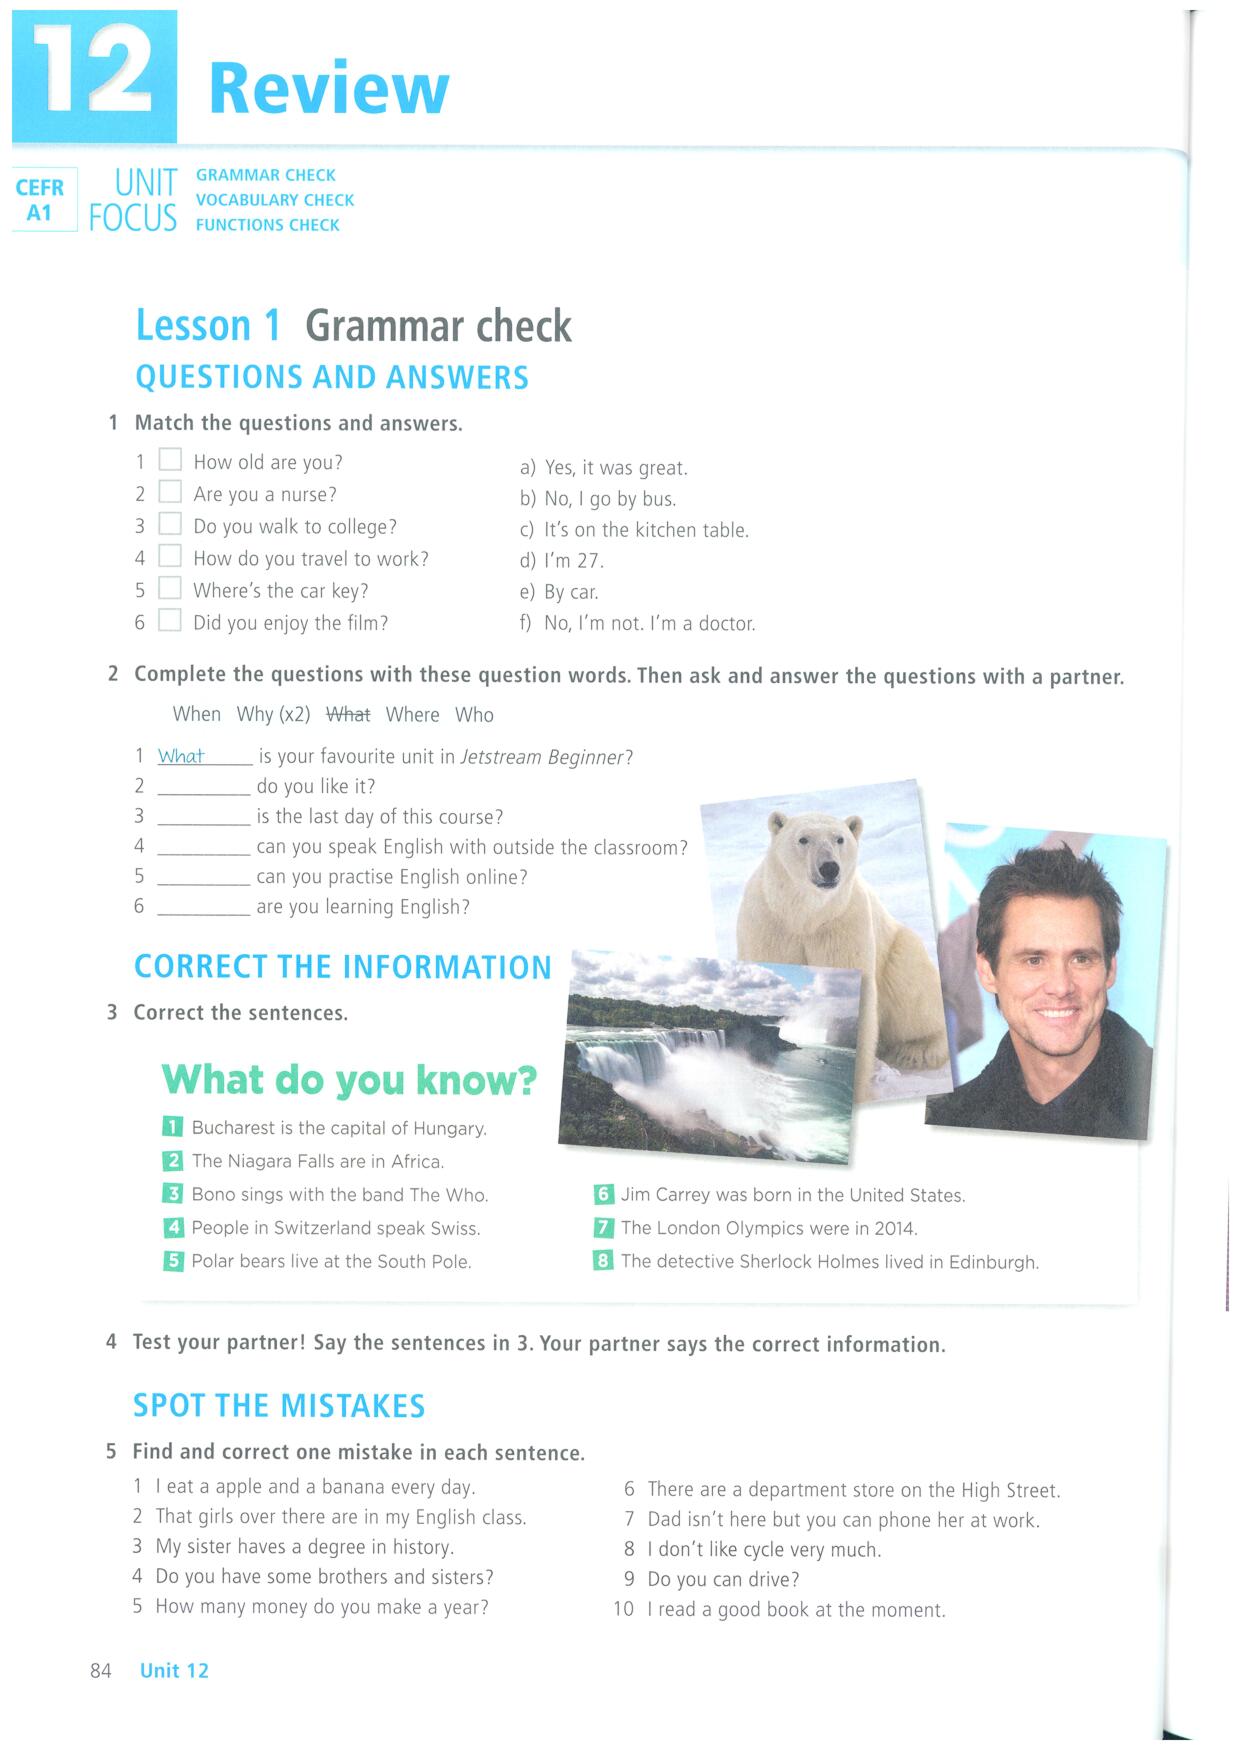 12 Review
CEFR
A1
UNIT
FOCUS
GRAMMAR CHECK
VOCABULARY CHECK
FUNCTIONS CHECK
Lesson 1 Grammar check
QUESTIONS AND ANSWERS
1 Match the questions and answers.
1 How old are you?
2 Are you a nurse?
3 Do you walk to college?
4 How do you travel to work?
5 Where's the car key?
6 Did you enjoy the film?
a) Yes, it was great.
b) No, I go by bus.
c) It's on the kitchen table.
d) I'm 27.
e) By car.
f) No, I'm not. I'm a doctor.
2 Complete the questions with these question words. Then ask and answer the questions with a partner.
When Why (x2) What Where Who
1 What is your favourite unit in Jetstream Beginner?
2 ________ do you like it?
3 ________ is the last day of this course?
4 ________ can you speak English with outside the classroom?
5 ________ can you practise English online?
6 ________ are you learning English?
CORRECT THE INFORMATION
3 Correct the sentences.
What do you know?
1 Bucharest is the capital of Hungary.
2 The Niagara Falls are in Africa.
3 Bono sings with the band The Who.
4 People in Switzerland speak Swiss.
5 Polar bears live at the South Pole.
6 Jim Carrey was born in the United States.
7 The London Olympics were in 2014.
8 The detective Sherlock Holmes lived in Edinburgh.
4 Test your partner! Say the sentences in 3. Your partner says the correct information.
SPOT THE MISTAKES
5 Find and correct one mistake in each sentence.
1 I eat a apple and a banana every day.
2 That girls over there are in my English class.
3 My sister haves a degree in history.
4 Do you have some brothers and sisters?
5 How many money do you make a year?
6 There are a department store on the High Street.
7 Dad isn't here but you can phone her at work.
8 I don't like cycle very much.
9 Do you can drive?
10 I read a good book at the moment.
84 Unit 12